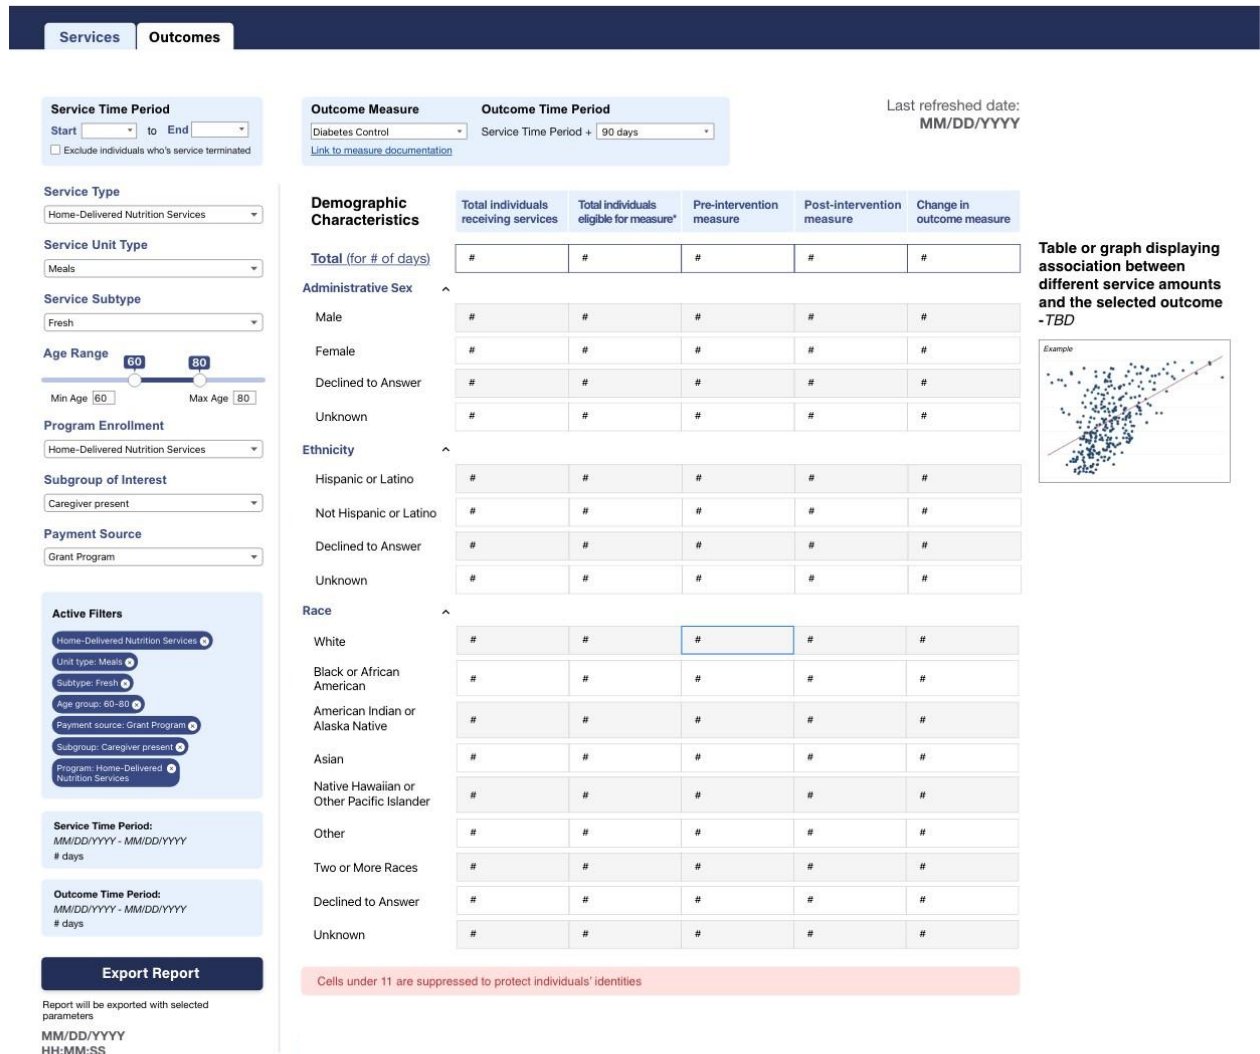 Services
Outcomes
Service Time Period
Start to End
Exclude individuals who's service terminated
Outcome Measure
Diabetes Control
Link to measure documentation
Outcome Time Period
Service Time Period + 90 days
Last refreshed date:
MM/DD/YYYY
Service Type
Home-Delivered Nutrition Services
Service Unit Type
Meals
Service Subtype
Fresh
Age Range
60 80
Min Age 60 Max Age 80
Program Enrollment
Home-Delivered Nutrition Services
Subgroup of Interest
Caregiver present
Payment Source
Grant Program
Active Filters
Home-Delivered Nutrition Services
Unit type: Meals
Subtype: Fresh
Age group: 60-80
Payment source: Grant Program
Subgroup: Caregiver present
Program: Home-Delivered
Nutrition Services
Service Time Period:
MM/DD/YYYY - MM/DD/YYYY
# days
Outcome Time Period:
MM/DD/YYYY - MM/DD/YYYY
# days
Export Report
Report will be exported with selected
parameters
MM/DD/YYYY
HH:MM:SS
Demographic
Characteristics
Total individuals
receiving services
Total individuals
eligible for measure*
Pre-intervention
measure
Post-intervention
measure
Change in
outcome measure
Total (for # of days) # # # # #
Administrative Sex
Male # # # # #
Female # # # # #
Declined to Answer # # # # #
Unknown # # # # #
Ethnicity
Hispanic or Latino # # # # #
Not Hispanic or Latino # # # # #
Declined to Answer # # # # #
Unknown # # # # #
Race
White # # # # #
Black or African
American # # # # #
American Indian or
Alaska Native # # # # #
Asian # # # # #
Native Hawaiian or
Other Pacific Islander # # # # #
Other # # # # #
Two or More Races # # # # #
Declined to Answer # # # # #
Unknown # # # # #
Cells under 11 are suppressed to protect individuals' identities
Table or graph displaying
association between
different service amounts
and the selected outcome
-TBD
Example